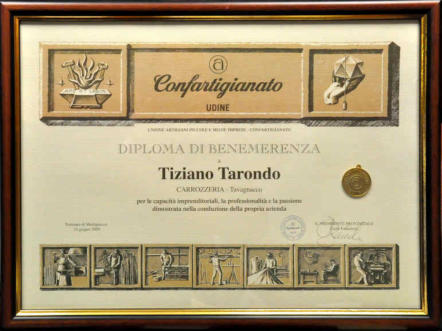 Confartigianato
UDINE
UNIONE ARTIGIANI PICCOLE E MEDIE IMPRESE - CONFARTIGIANATO
DIPLOMA DI BENEMERENZA
a
Tiziano Tarondo
CARROZZERIA - Tavagnacco
per le capacità imprenditoriali, la professionalità e la passione
dimostrata nella conduzione della propria azienda
IL PRESIDENTE PROVINCIALE